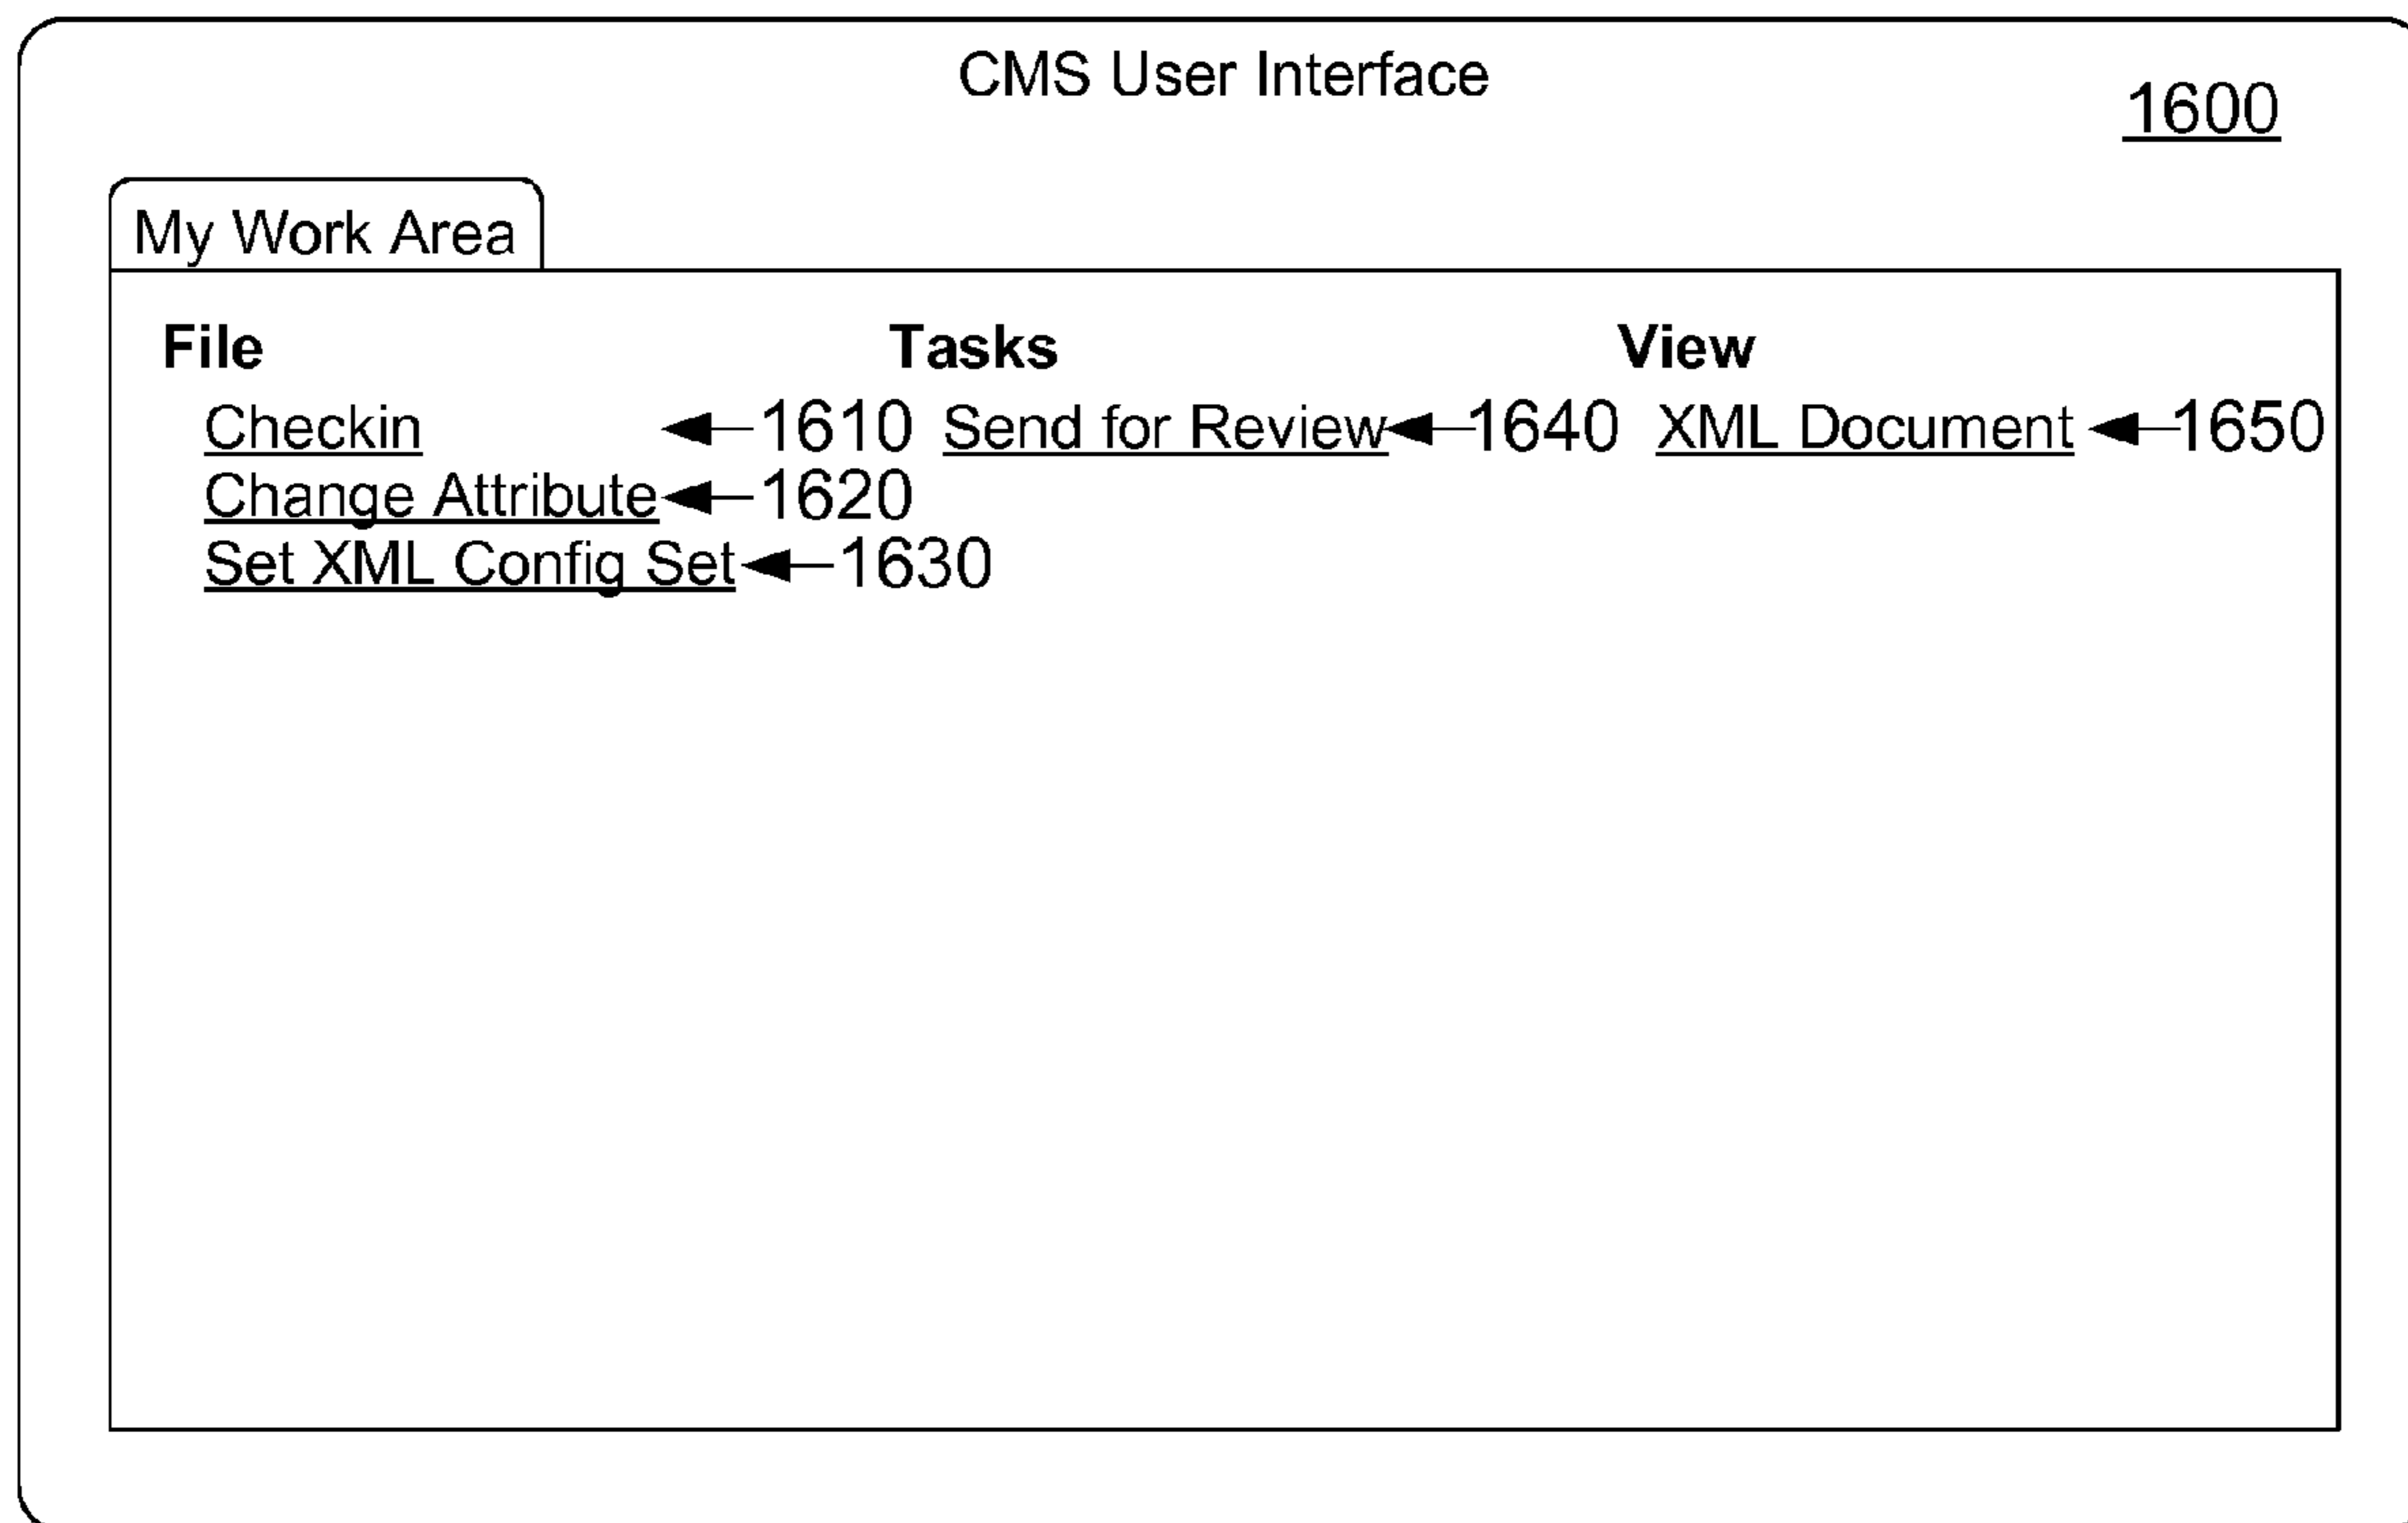 CMS User Interface
1600
My Work Area
File Tasks View
Checkin 1610 Send for Review 1640 XML Document 1650
Change Attribute 1620
Set XML Config Set 1630